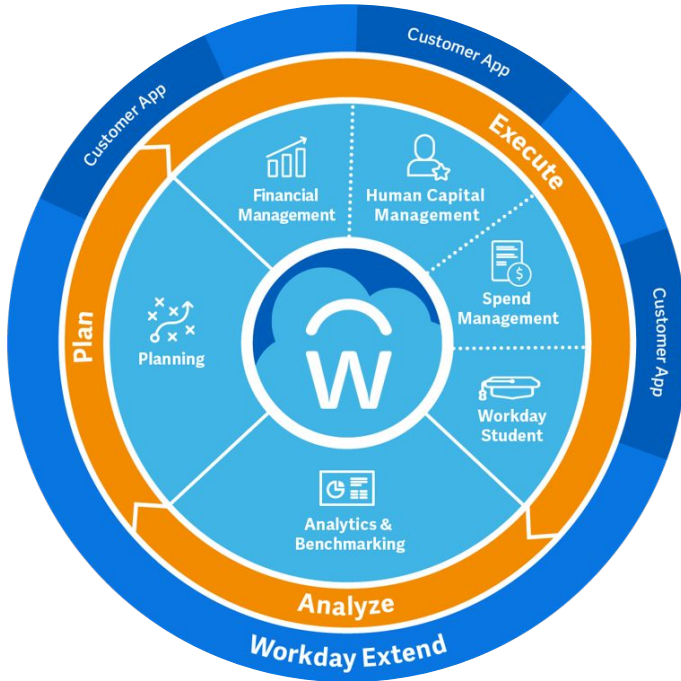 Customer App
Customer App
Execute
Financial
Management
Human Capital
Management
Spend
Management
Customer App
Plan
Planning
W
Workday
Student
Analytics &
Benchmarking
Analyze
Workday Extend